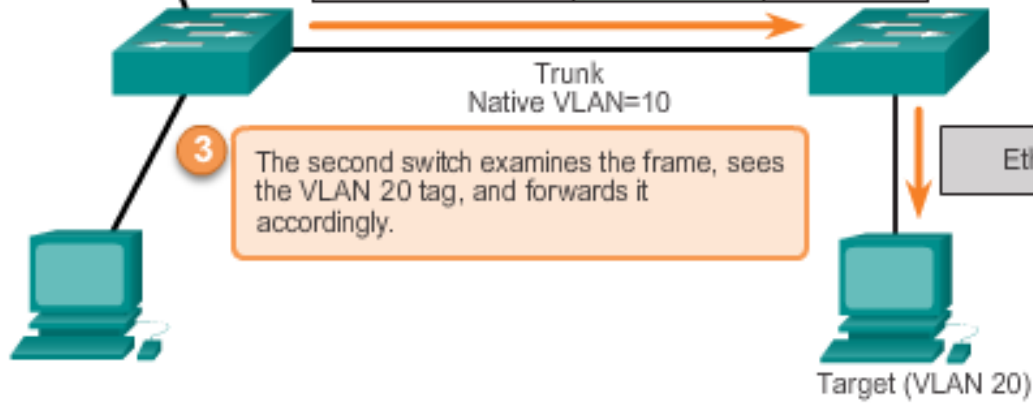 Trunk
Native VLAN=10
3
The second switch examines the frame, sees
the VLAN 20 tag, and forwards it
accordingly.
Target (VLAN 20)